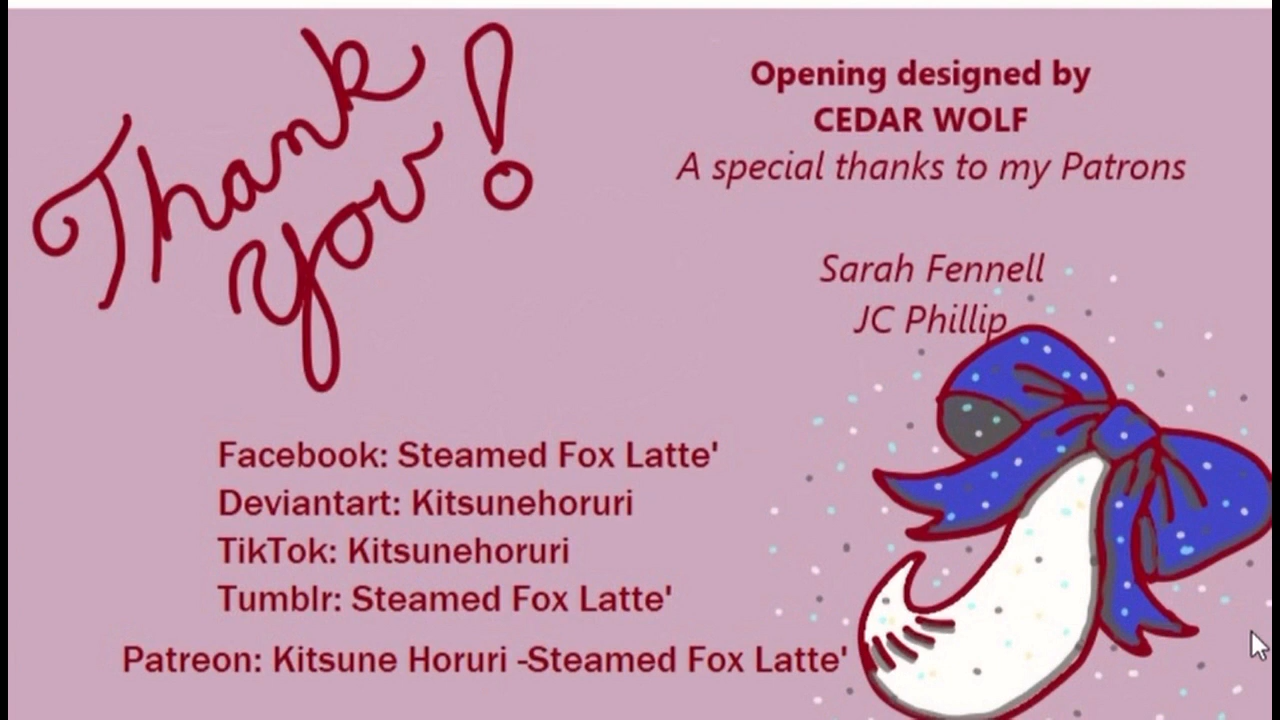 Thank
You!
Opening designed by
CEDAR WOLF
A special thanks to my Patrons
Sarah Fennell
JC Phillip
Facebook: Steamed Fox Latte'
Deviantart: Kitsunehoruri
TikTok: Kitsunehoruri
Tumblr: Steamed Fox Latte'
Patreon: Kitsune Horuri -Steamed Fox Latte'